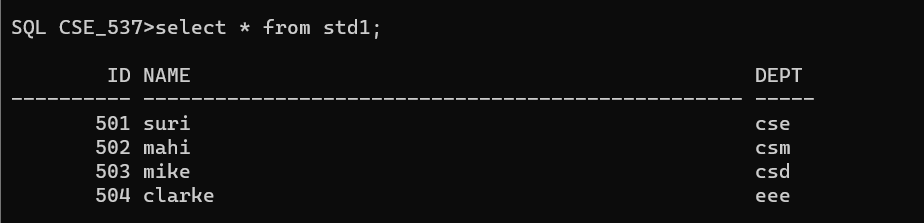 SQL CSE_537>select * from std1;
        ID NAME                                               DEPT
---------- -------------------------------------------------- -----
       501 suri                                               cse
       502 mahi                                               csm
       503 mike                                               csd
       504 clarke                                             eee